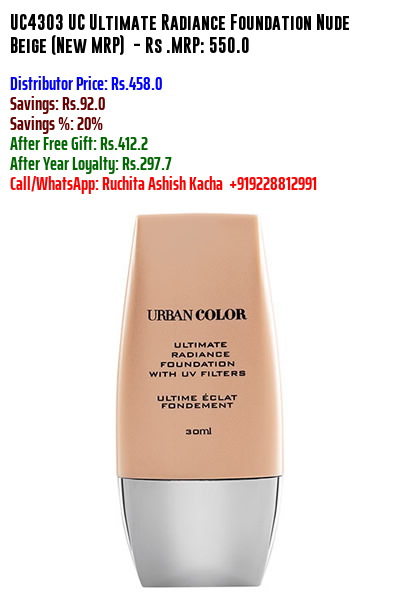 UC4303 UC Ultimate Radiance Foundation Nude
Beige (New MRP) - Rs .MRP: 550.0
Distributor Price: Rs.458.0
Savings: Rs.92.0
Savings %: 20%
After Free Gift: Rs.412.2
After Year Loyalty: Rs.297.7
Call/WhatsApp: Ruchita Ashish Kacha +919228812991
URBAN COLOR
ULTIMATE
RADIANCE
FOUNDATION
WITH UV FILTERS
ULTIME ÉCLAT
FONDEMENT
30ml